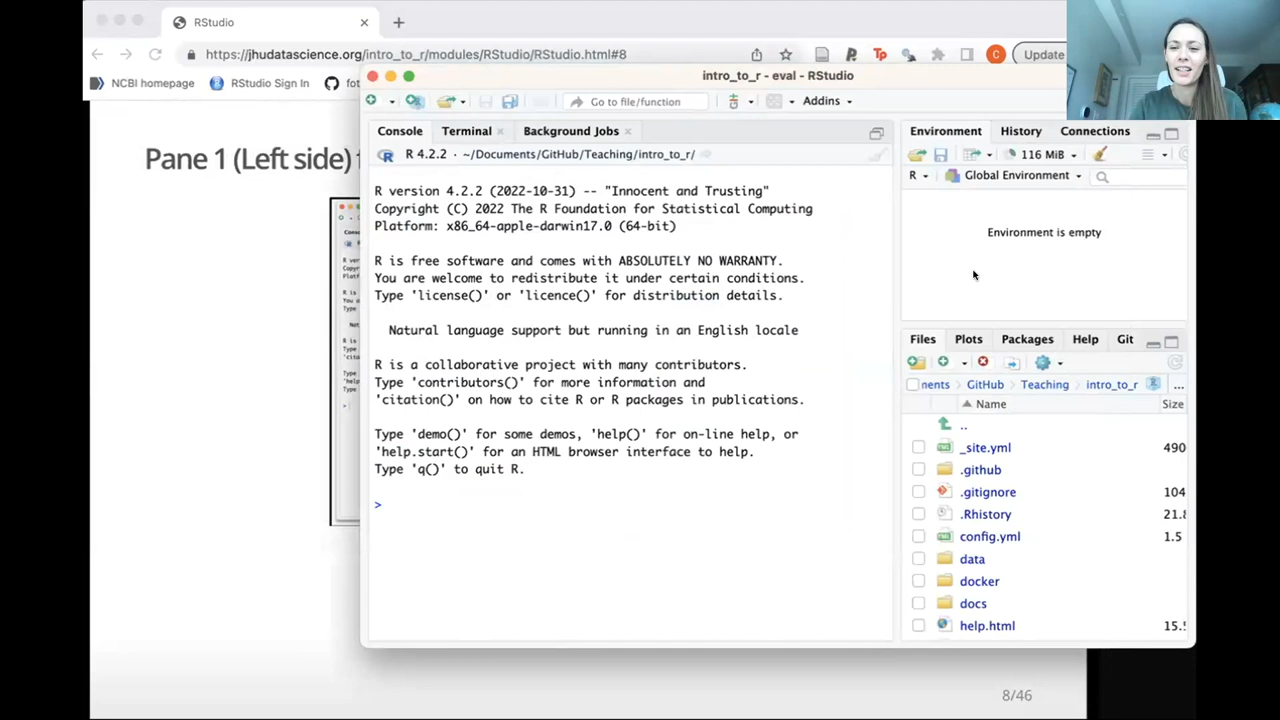 RStudio
https://jhudatascience.org/intro_to_r/modules/RStudio/RStudio.html#8
C
Update
NCBI homepage
RStudio Sign In
Pane 1 (Left side)
intro_to_r - eval - RStudio
Go to file/function
Addins
Console
Terminal
Background Jobs
R 4.2.2 · ~/Documents/GitHub/Teaching/intro_to_r/
R version 4.2.2 (2022-10-31) -- "Innocent and Trusting"
Copyright (C) 2022 The R Foundation for Statistical Computing
Platform: x86_64-apple-darwin17.0 (64-bit)
R is free software and comes with ABSOLUTELY NO WARRANTY.
You are welcome to redistribute it under certain conditions.
Type 'license()' or 'licence()' for distribution details.
Natural language support but running in an English locale
R is a collaborative project with many contributors.
Type 'contributors()' for more information and
'citation()' on how to cite R or R packages in publications.
Type 'demo()' for some demos, 'help()' for on-line help, or
'help.start()' for an HTML browser interface to help.
Type 'q()' to quit R.
>
Environment
History
Connections
116 MiB
R
Global Environment
Environment is empty
Files
Plots
Packages
Help
Git
nents
GitHub
Teaching
intro_to_r
...
Name
Size
..
_site.yml
490
.github
.gitignore
104
.Rhistory
21.8
config.yml
1.5
data
docker
docs
help.html
15.5
8/46